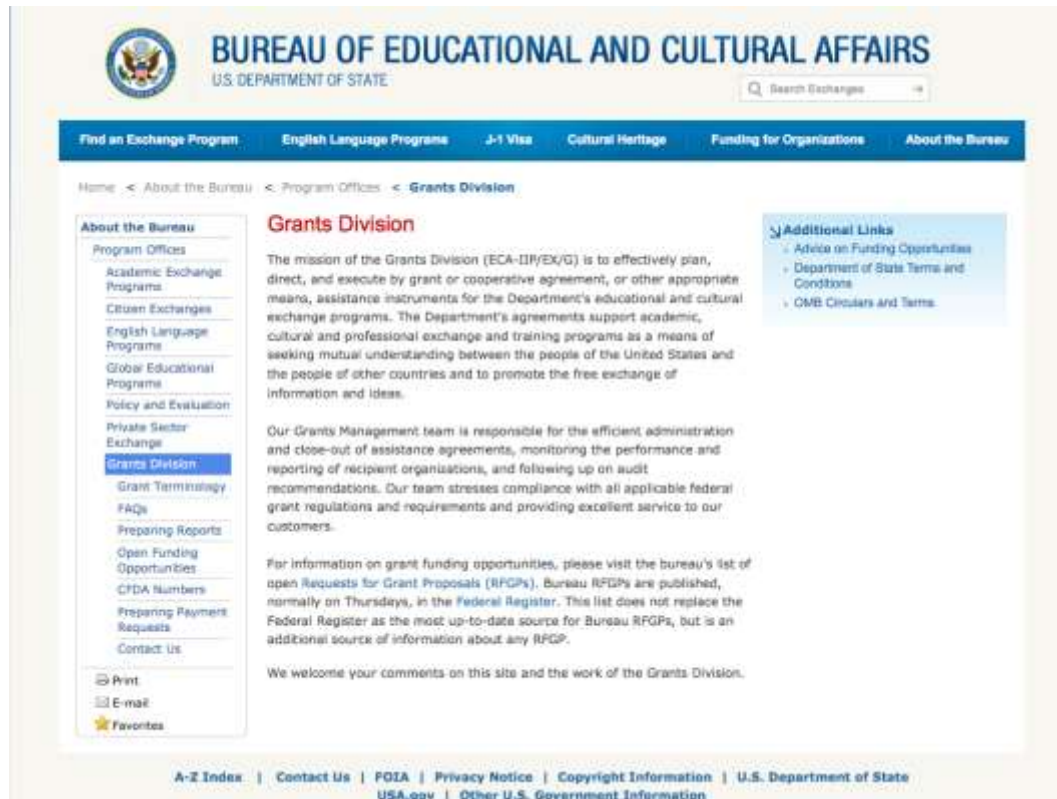 BUREAU OF EDUCATIONAL AND CULTURAL AFFAIRS
U.S. DEPARTMENT OF STATE
Search Exchanges
Find an Exchange Program English Language Programs J-1 Visa Cultural Heritage Funding for Organizations About the Bureau
Home < About the Bureau < Program Offices < Grants Division
About the Bureau
Program Offices
Academic Exchange
Programs
Citizen Exchanges
English Language
Programs
Global Educational
Programs
Policy and Evaluation
Private Sector
Exchange
Grants Division
Grant Terminology
FAQs
Preparing Reports
Open Funding
Opportunities
CFDA Numbers
Preparing Payment
Requests
Contact Us
Print
E-mail
Favorites
Grants Division
The mission of the Grants Division (ECA-IIP/EX/G) is to effectively plan,
direct, and execute by grant or cooperative agreement, or other appropriate
means, assistance instruments for the Department's educational and cultural
exchange programs. The Department's agreements support academic,
cultural and professional exchange and training programs as a means of
seeking mutual understanding between the people of the United States and
the people of other countries and to promote the free exchange of
information and ideas.
Our Grants Management team is responsible for the efficient administration
and close-out of assistance agreements, monitoring the performance and
reporting of recipient organizations, and following up on audit
recommendations. Our team stresses compliance with all applicable federal
grant regulations and requirements and providing excellent service to our
customers.
For information on grant funding opportunities, please visit the bureau's list of
open Requests for Grant Proposals (RFGPs). Bureau RFGPs are published,
normally on Thursdays, in the Federal Register. This list does not replace the
Federal Register as the most up-to-date source for Bureau RFGPs, but is an
additional source of information about any RFGP.
We welcome your comments on this site and the work of the Grants Division.
Additional Links
Advice on Funding Opportunities
Department of State Terms and
Conditions
OMB Circulars and Terms
A-Z Index | Contact Us | FOIA | Privacy Notice | Copyright Information | U.S. Department of State
USA.gov | Other U.S. Government Information